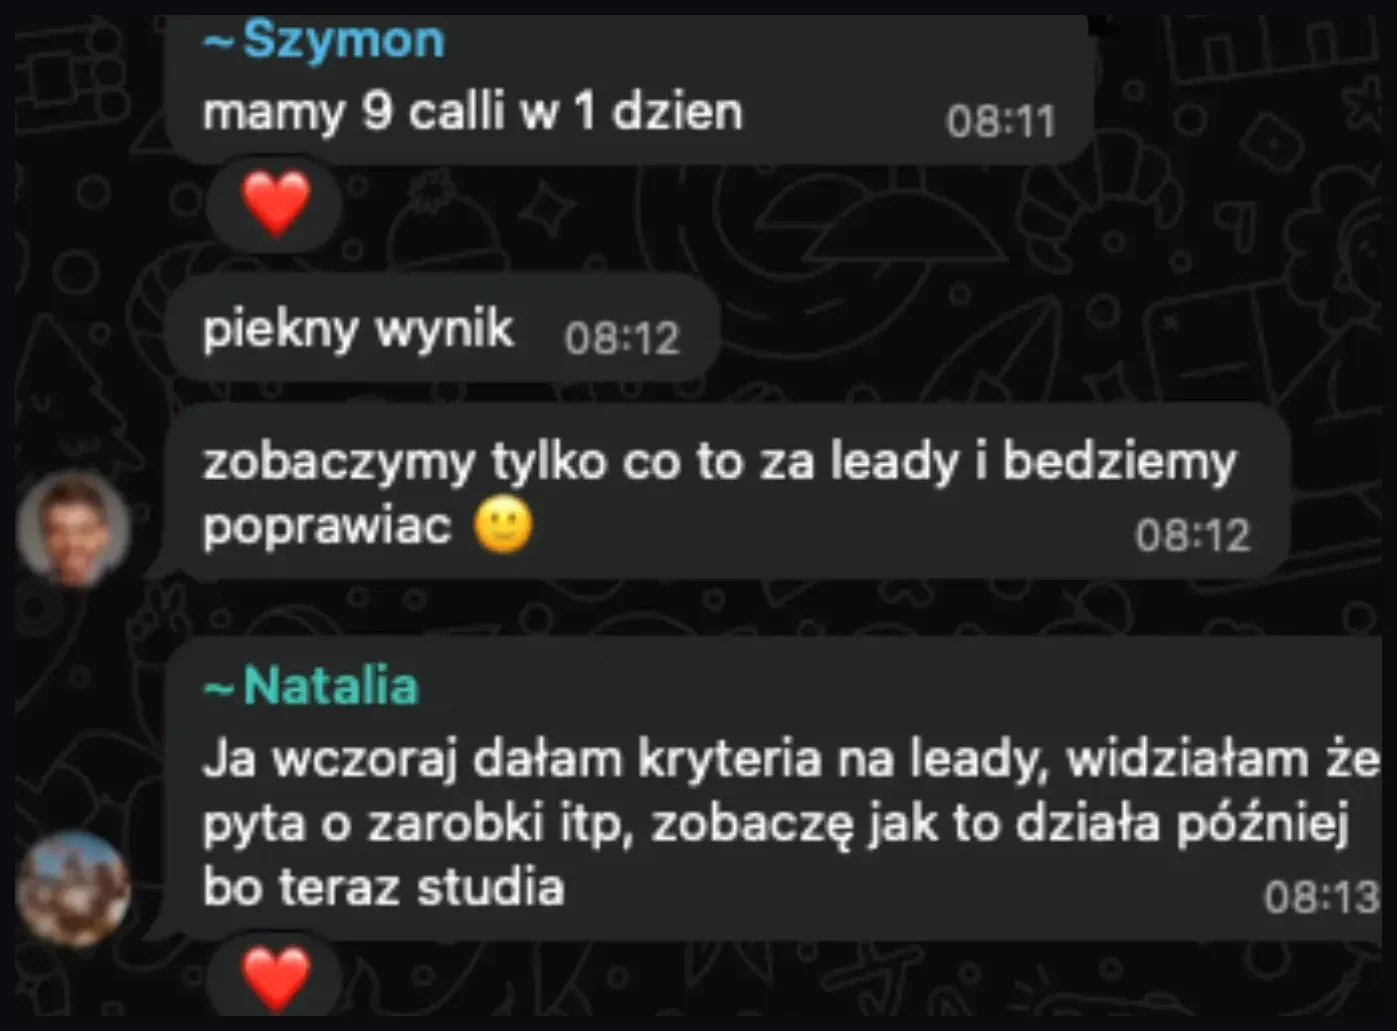 ~Szymon
mamy 9 calli w 1 dzien 08:11
❤️
piekny wynik 08:12
zobaczymy tylko co to za leady i bedziemy
poprawiac 🙂 08:12
~Natalia
Ja wczoraj dałam kryteria na leady, widziałam że
pyta o zarobki itp, zobaczę jak to działa później
bo teraz studia 08:13
❤️